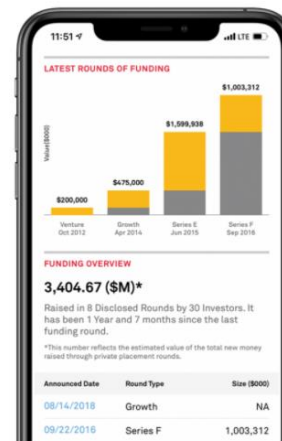 11:51
LTE
LATEST ROUNDS OF FUNDING
Value($000)
$200,000
$475,000
$1,599,938
$1,003,312
Venture
Oct 2012
Growth
Apr 2014
Series E
Jun 2015
Series F
Sep 2016
FUNDING OVERVIEW
3,404.67 ($M)*
Raised in 8 Disclosed Rounds by 30 Investors. It
has been 1 Year and 7 months since the last
funding round.
*This number reflects the estimated value of the total new money
raised through private placement rounds.
Announced Date Round Type Size ($000)
08/14/2018 Growth NA
09/22/2016 Series F 1,003,312